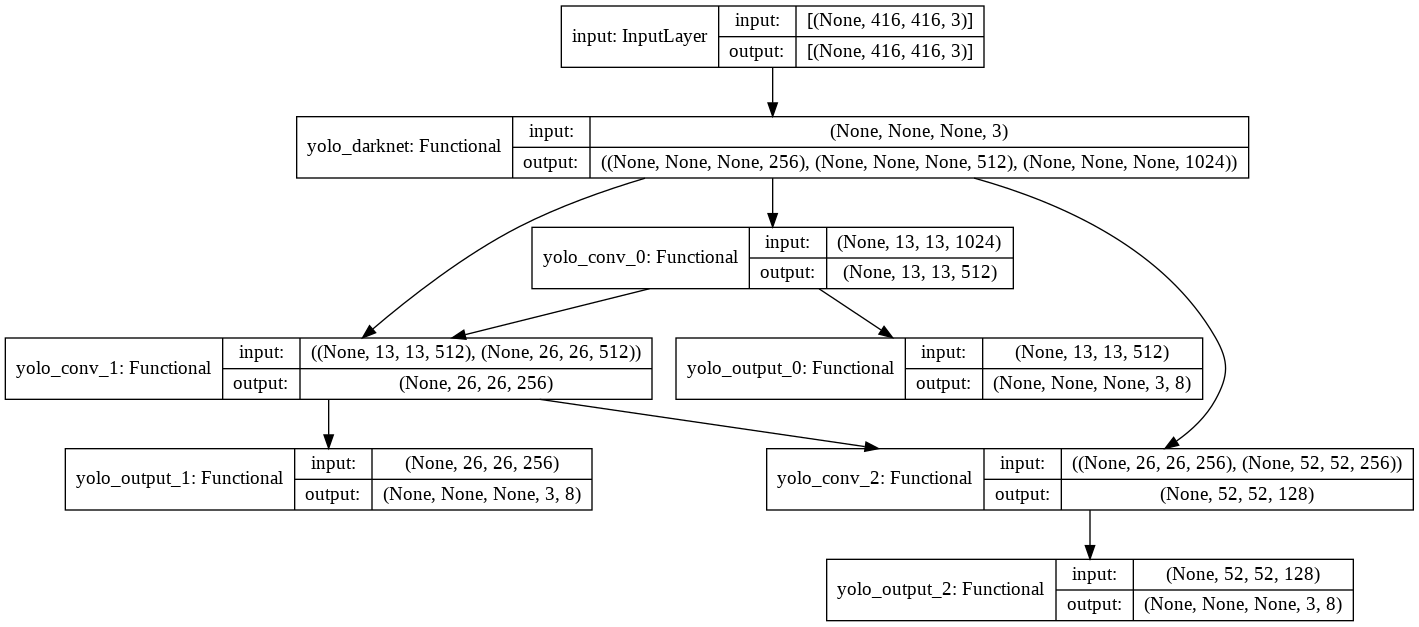 input: InputLayer
input: [(None, 416, 416, 3)]
output: [(None, 416, 416, 3)]
yolo_darknet: Functional
input: (None, None, None, 3)
output: ((None, None, None, 256), (None, None, None, 512), (None, None, None, 1024))
yolo_conv_0: Functional
input: (None, 13, 13, 1024)
output: (None, 13, 13, 512)
yolo_conv_1: Functional
input: ((None, 13, 13, 512), (None, 26, 26, 512))
output: (None, 26, 26, 256)
yolo_output_0: Functional
input: (None, 13, 13, 512)
output: (None, None, None, 3, 8)
yolo_output_1: Functional
input: (None, 26, 26, 256)
output: (None, None, None, 3, 8)
yolo_conv_2: Functional
input: ((None, 26, 26, 256), (None, 52, 52, 256))
output: (None, 52, 52, 128)
yolo_output_2: Functional
input: (None, 52, 52, 128)
output: (None, None, None, 3, 8)